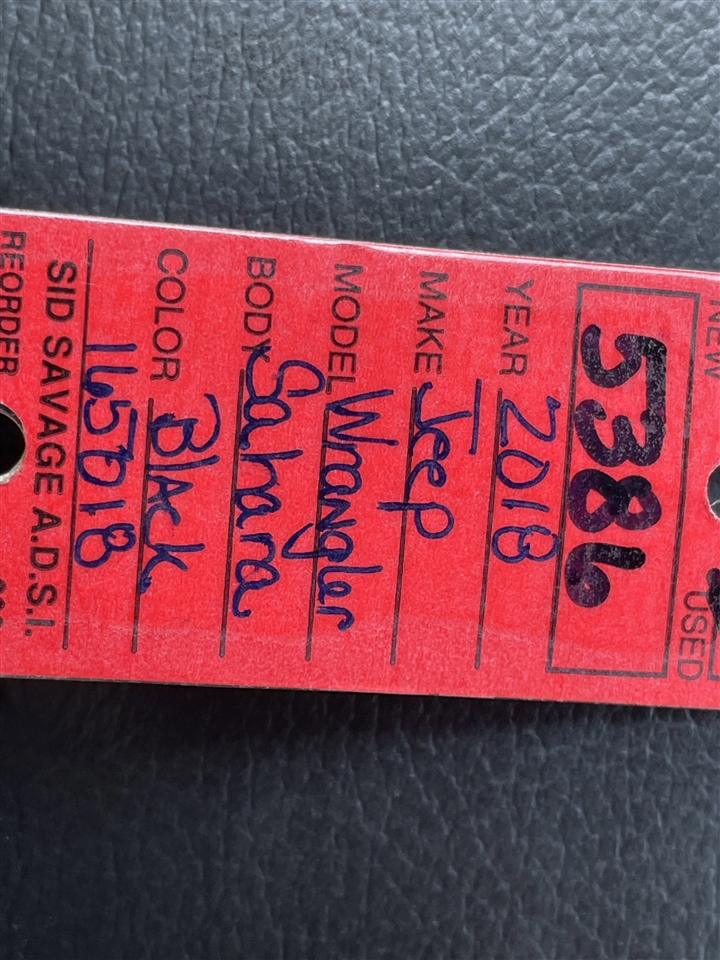 NEW USED
5386
YEAR 2018
MAKE Jeep
MODEL Wrangler
BODY Sahara
COLOR Black
165018
SID SAVAGE A.D.S.I.
REORDER